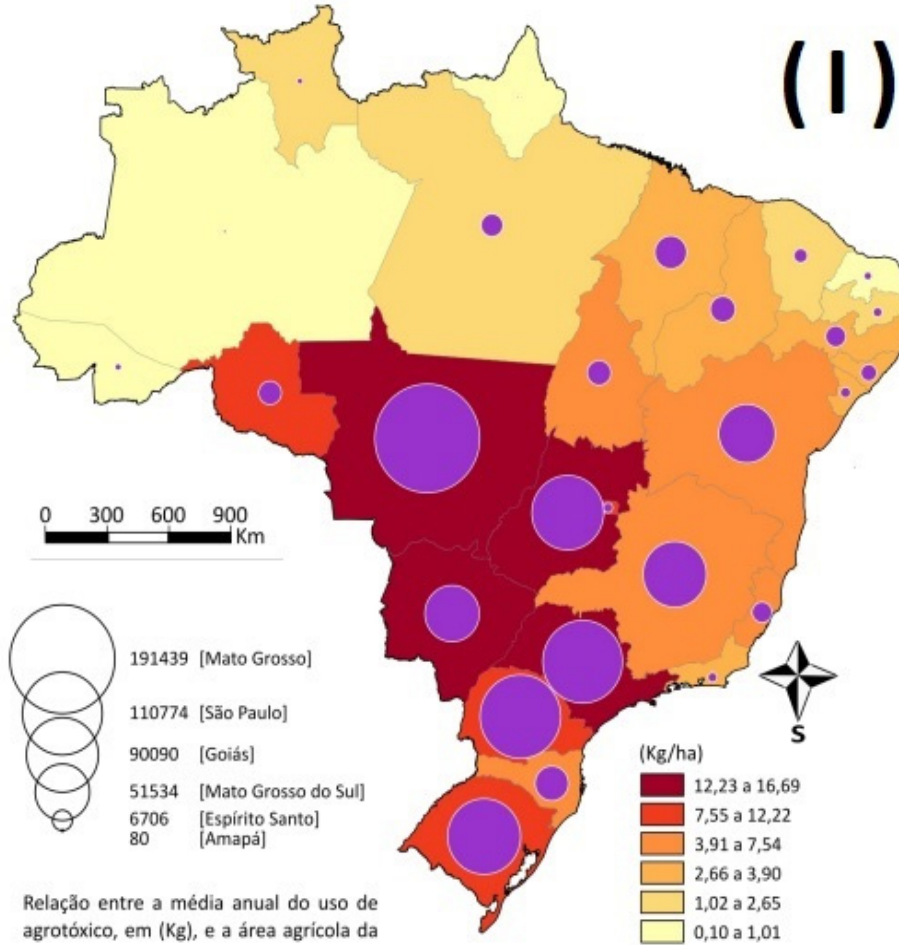 ( I )
0 300 600 900
Km
191439 [Mato Grosso]
110774 [São Paulo]
90090 [Goiás]
51534 [Mato Grosso do Sul]
6706 [Espírito Santo]
80 [Amapá]
S
(Kg/ha)
12,23 a 16,69
7,55 a 12,22
3,91 a 7,54
2,66 a 3,90
1,02 a 2,65
0,10 a 1,01
Relação entre a média anual do uso de
agrotóxico, em (Kg), e a área agrícola da